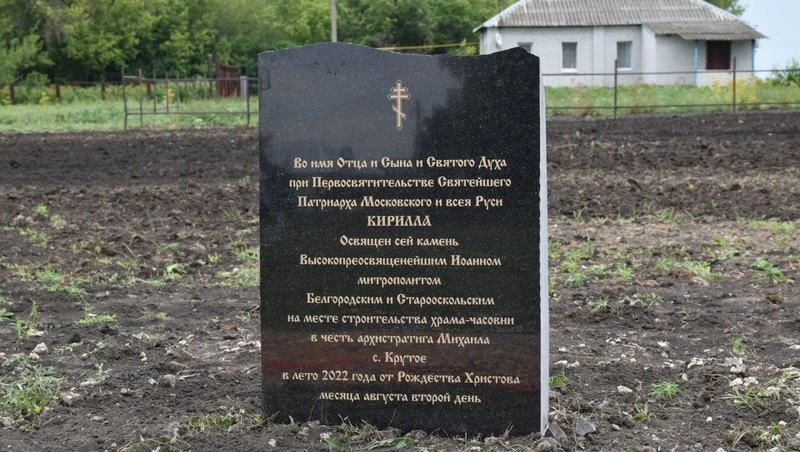 Во имя Отца и Сына и Святого Духа
при Первосвятительстве Святейшего
Патриарха Московского и всея Руси
КИРИЛЛА
Освящен сей камень
Высокопреосвященейшим Иоанном
митрополитом
Белгородским и Старооскольским
на месте строительства храма-часовни
в честь архистратига Михаила
с. Крутое
в лето 2022 года от Рождества Христова
месяца августа второй день